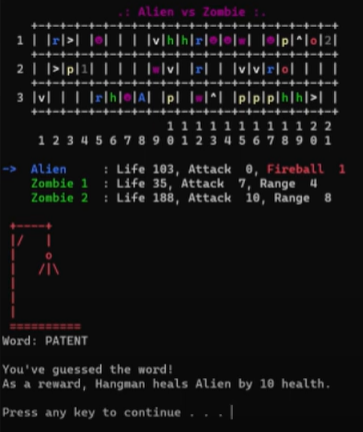 .: Alien vs Zombie :.
+-+-+-+-+-+-+-+-+-+-+-+-+-+-+-+-+-+-+-+-+-+
1 | |r|>| | | | | |v|h|h|r| | |w| | |p|^|o|2|
+-+-+-+-+-+-+-+-+-+-+-+-+-+-+-+-+-+-+-+-+-+
2 | |>|p|1| | | | |w|v| |r| | |v|v|r|o| | | |
+-+-+-+-+-+-+-+-+-+-+-+-+-+-+-+-+-+-+-+-+-+
3 |v| | | |r|h| |A| |p| |w|^| |p|p|p|h|h|>| |
+-+-+-+-+-+-+-+-+-+-+-+-+-+-+-+-+-+-+-+-+-+
1 1 1 1 1 1 1 1 1 1 2 2
1 2 3 4 5 6 7 8 9 0 1 2 3 4 5 6 7 8 9 0 1
-> Alien : Life 103, Attack 0, Fireball 1
Zombie 1 : Life 35, Attack 7, Range 4
Zombie 2 : Life 188, Attack 10, Range 8
Word: PATENT
You've guessed the word!
As a reward, Hangman heals Alien by 10 health.
Press any key to continue . . .